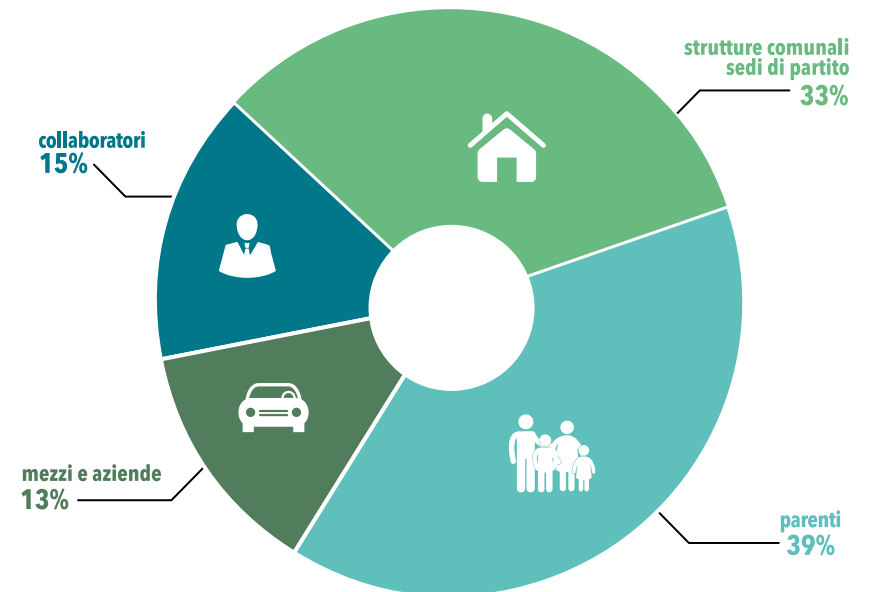 strutture comunali
sedi di partito
33%
collaboratori
15%
mezzi e aziende
13%
parenti
39%